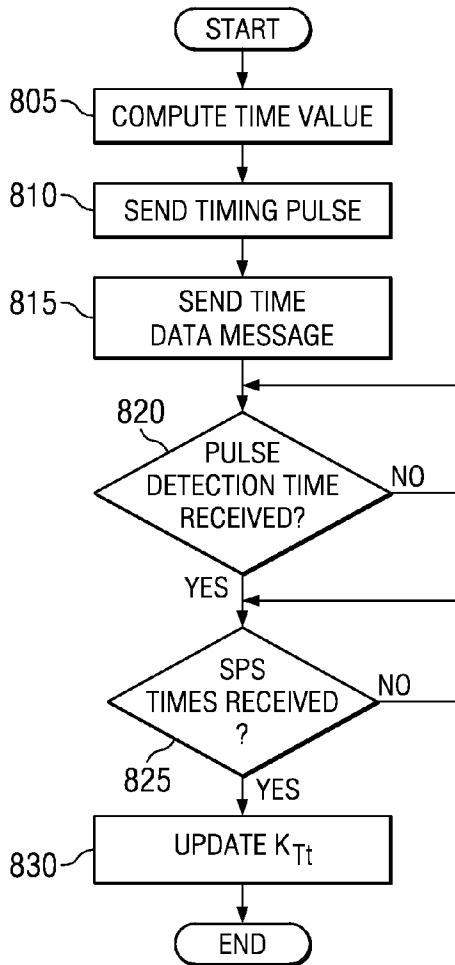 START
805
COMPUTE TIME VALUE
810
SEND TIMING PULSE
815
SEND TIME
DATA MESSAGE
820
PULSE
DETECTION TIME
RECEIVED?
NO
YES
SPS
TIMES RECEIVED
?
NO
825
YES
830
UPDATE K_Tt
END